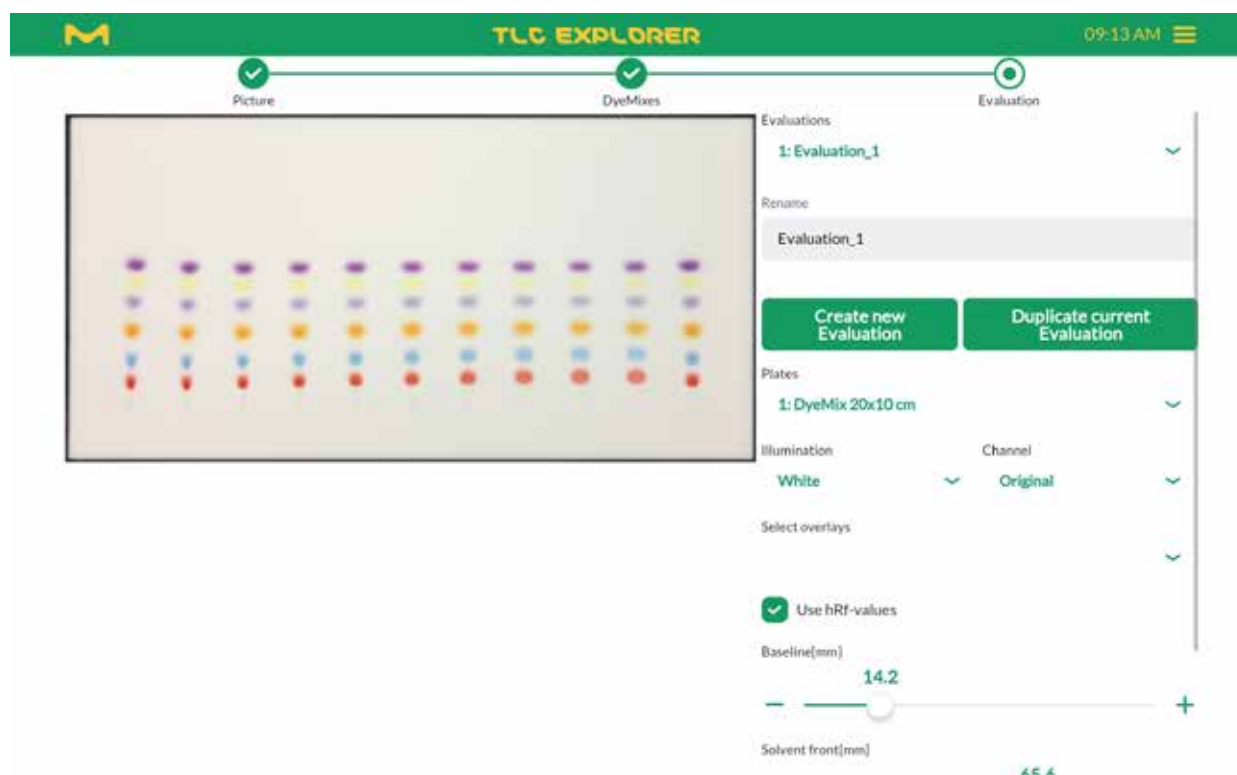 TLC EXPLORER
09:13 AM
Picture
DyeMixes
Evaluation
Evaluations
1: Evaluation_1
Rename
Evaluation_1
Create new
Evaluation
Duplicate current
Evaluation
Plates
1: DyeMix 20x10 cm
Illumination
Channel
White
Original
Select overlays
Use hRf-values
Baseline[mm]
14.2
Solvent front[mm]
65.6